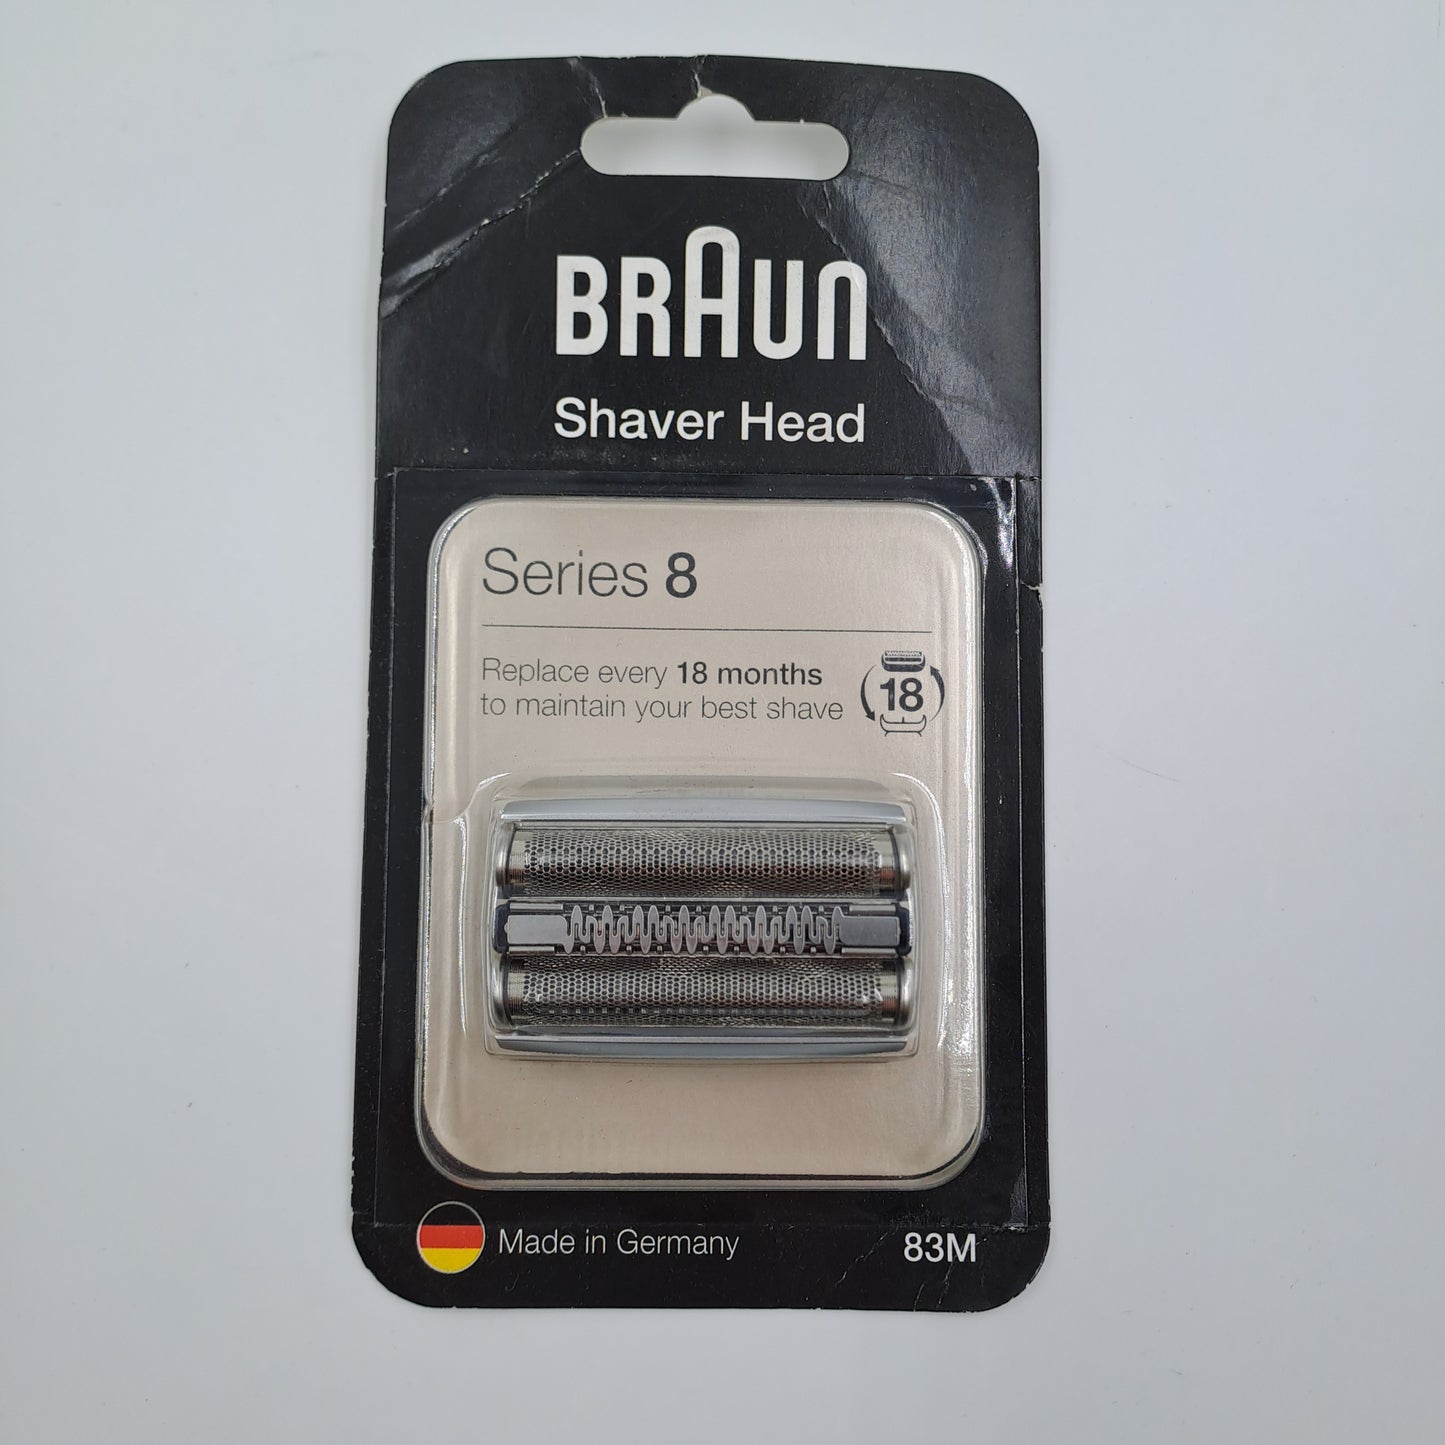 BRAUN
Shaver Head
Series 8
Replace every 18 months
to maintain your best shave
18
Made in Germany
83M